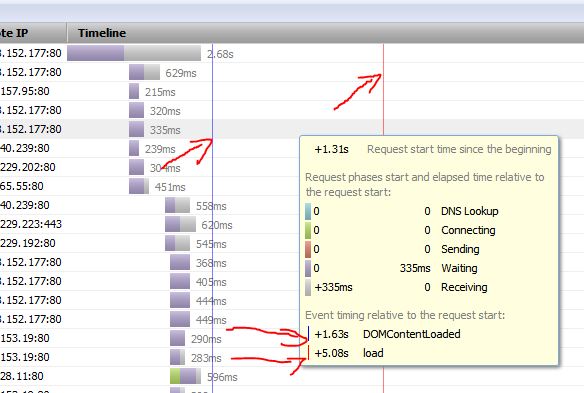 te IP Timeline
3.152.177:80 2.68s
3.152.177:80 629ms
157.95:80 215ms
3.152.177:80 320ms
3.152.177:80 335ms
40.239:80 239ms
229.202:80 304ms
65.55:80 451ms
40.239:80 558ms
229.223:443 620ms
229.192:80 545ms
3.152.177:80 368ms
3.152.177:80 405ms
3.152.177:80 444ms
3.152.177:80 449ms
153.19:80 290ms
153.19:80 283ms
28.11:80 596ms
+1.31s Request start time since the beginning
Request phases start and elapsed time relative to
the request start:
0 0 DNS Lookup
0 0 Connecting
0 0 Sending
0 335ms Waiting
+335ms 0 Receiving
Event timing relative to the request start:
+1.63s DOMContentLoaded
+5.08s load